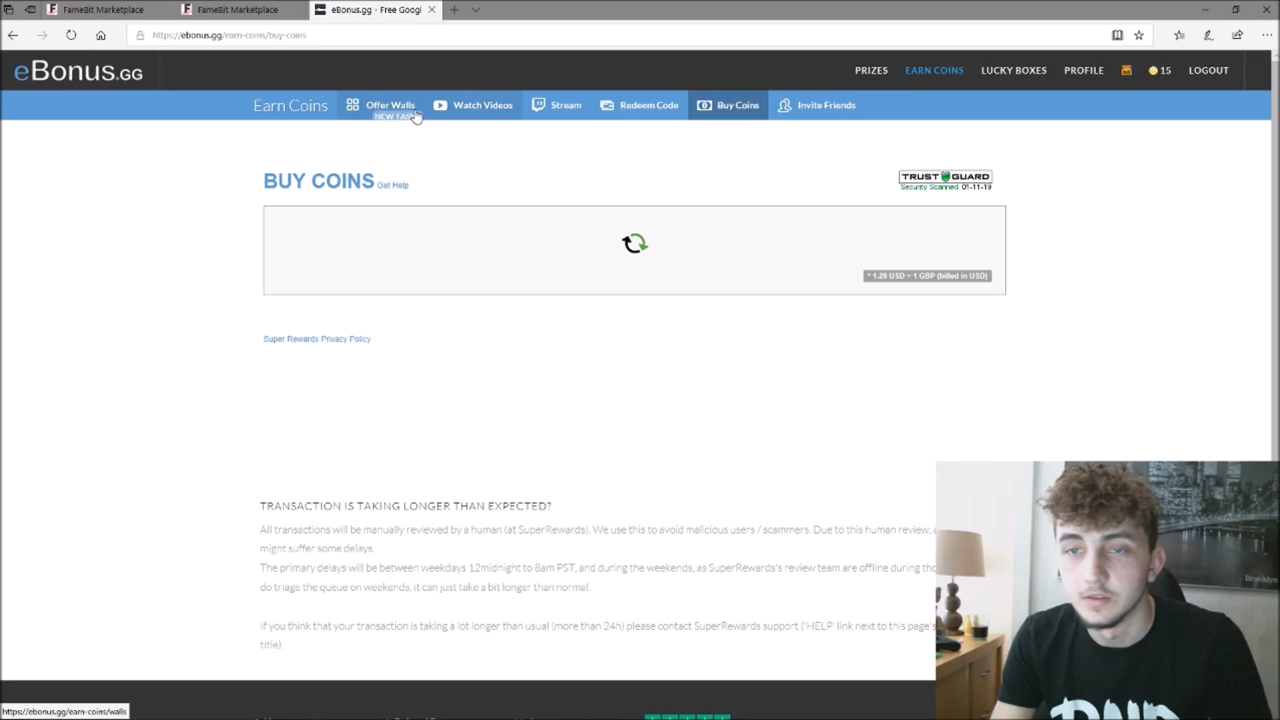 FameBit Marketplace
FameBit Marketplace
eBonus.gg - Free Googl
https://ebonus.gg/earn-coins/buy-coins
eBonus.GG
PRIZES
EARN COINS
LUCKY BOXES
PROFILE
15
LOGOUT
Earn Coins
Offer Walls
NEW TAS
Watch Videos
Stream
Redeem Code
Buy Coins
Invite Friends
BUY COINS Get Help
TRUST GUARD
Security Scanned 01-11-19
* 1.28 USD ~ 1 GBP (billed in USD)
Super Rewards Privacy Policy
TRANSACTION IS TAKING LONGER THAN EXPECTED?
All transactions will be manually reviewed by a human (at SuperRewards). We use this to avoid malicious users / scammers. Due to this human review,
might suffer some delays.
The primary delays will be between weekdays 12midnight to 8am PST, and during the weekends, as SuperRewards's review team are offline during
do triage the queue on weekends, it can just take a bit longer than normal.
If you think that your transaction is taking a lot longer than usual (more than 24h) please contact SuperRewards support ("HELP" link next to this page's
title).
Brooklyn
https://ebonus.gg/earn-coins/walls